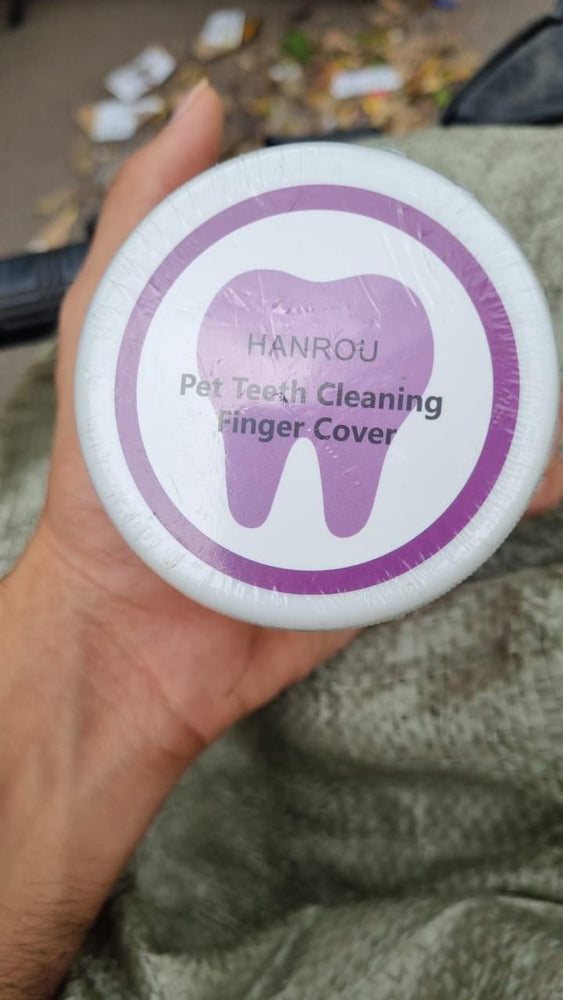 HANROU
Pet Teeth Cleaning
Finger Cover